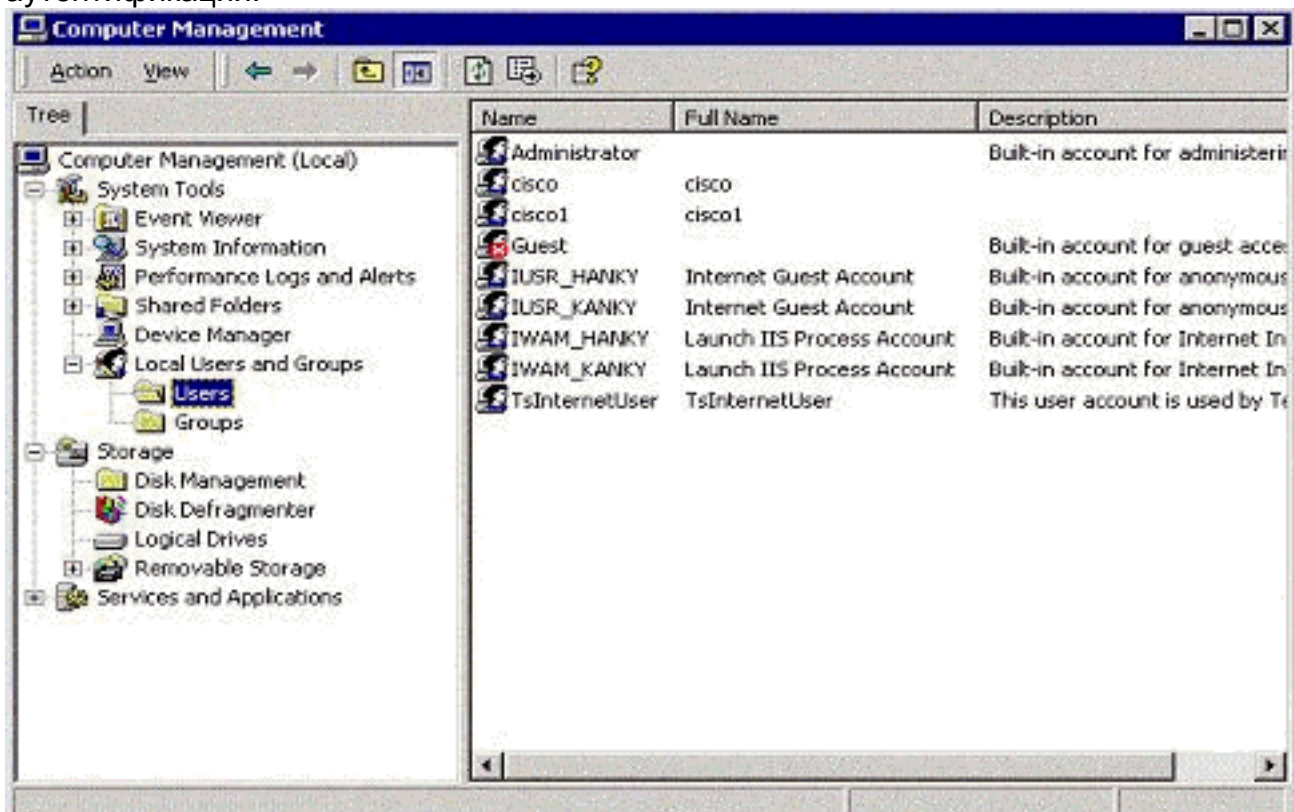 аутентификации.
Computer Management
Action View
Tree
Name Full Name Description
Computer Management (Local)
System Tools
Event Viewer
System Information
Performance Logs and Alerts
Shared Folders
Device Manager
Local Users and Groups
Users
Groups
Storage
Disk Management
Disk Defragmenter
Logical Drives
Removable Storage
Services and Applications
Administrator Built-in account for administerin
cisco cisco
cisco1 cisco1
Guest Built-in account for guest acce
IUSR_HANKY Internet Guest Account Built-in account for anonymous
IUSR_KANKY Internet Guest Account Built-in account for anonymous
IWAM_HANKY Launch IIS Process Account Built-in account for Internet In
IWAM_KANKY Launch IIS Process Account Built-in account for Internet In
TsInternetUser TsInternetUser This user account is used by Te